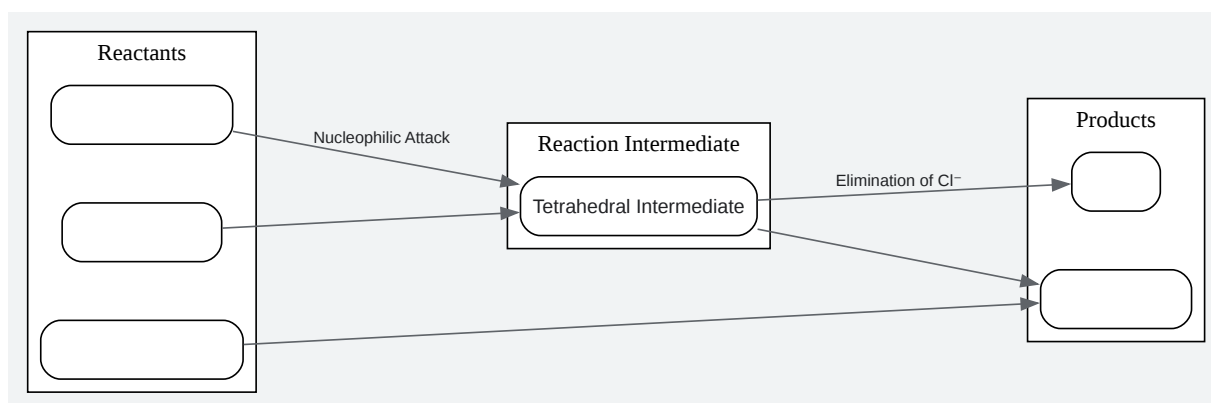 Reactants
Nucleophilic Attack
Reaction Intermediate
Tetrahedral Intermediate
Elimination of Cl⁻
Products